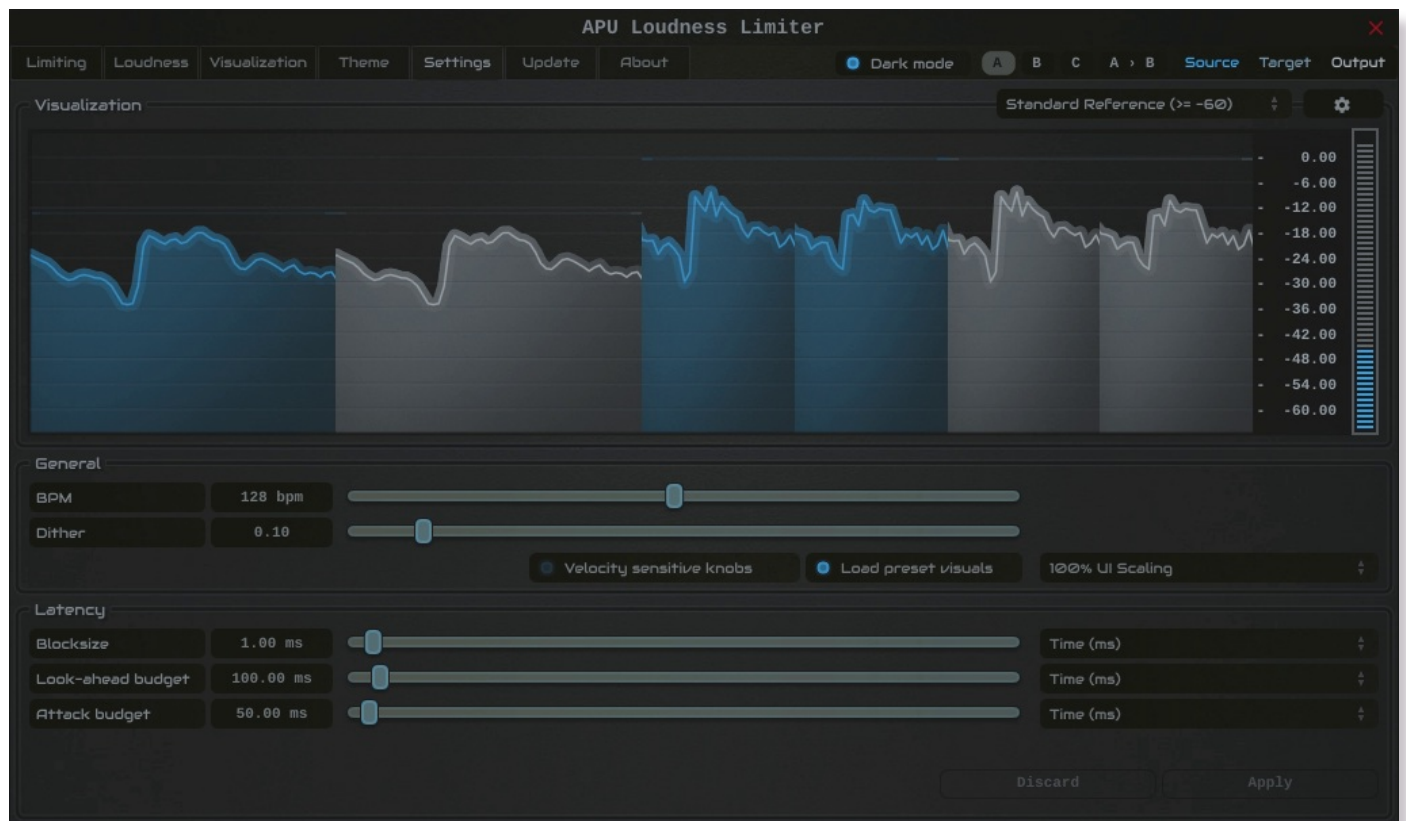 APU Loudness Limiter
Limiting Loudness Visualization Theme Settings Update About Dark mode A B C A › B Source Target Output
Visualization Standard Reference (>= -60)
- 0.00
- -6.00
- -12.00
- -18.00
- -24.00
- -30.00
- -36.00
- -42.00
- -48.00
- -54.00
- -60.00
General
BPM 128 bpm
Dither 0.10
Velocity sensitive knobs Load preset visuals 100% UI Scaling
Latency
Blocksize 1.00 ms Time (ms)
Look-ahead budget 100.00 ms Time (ms)
Attack budget 50.00 ms Time (ms)
Discard Apply